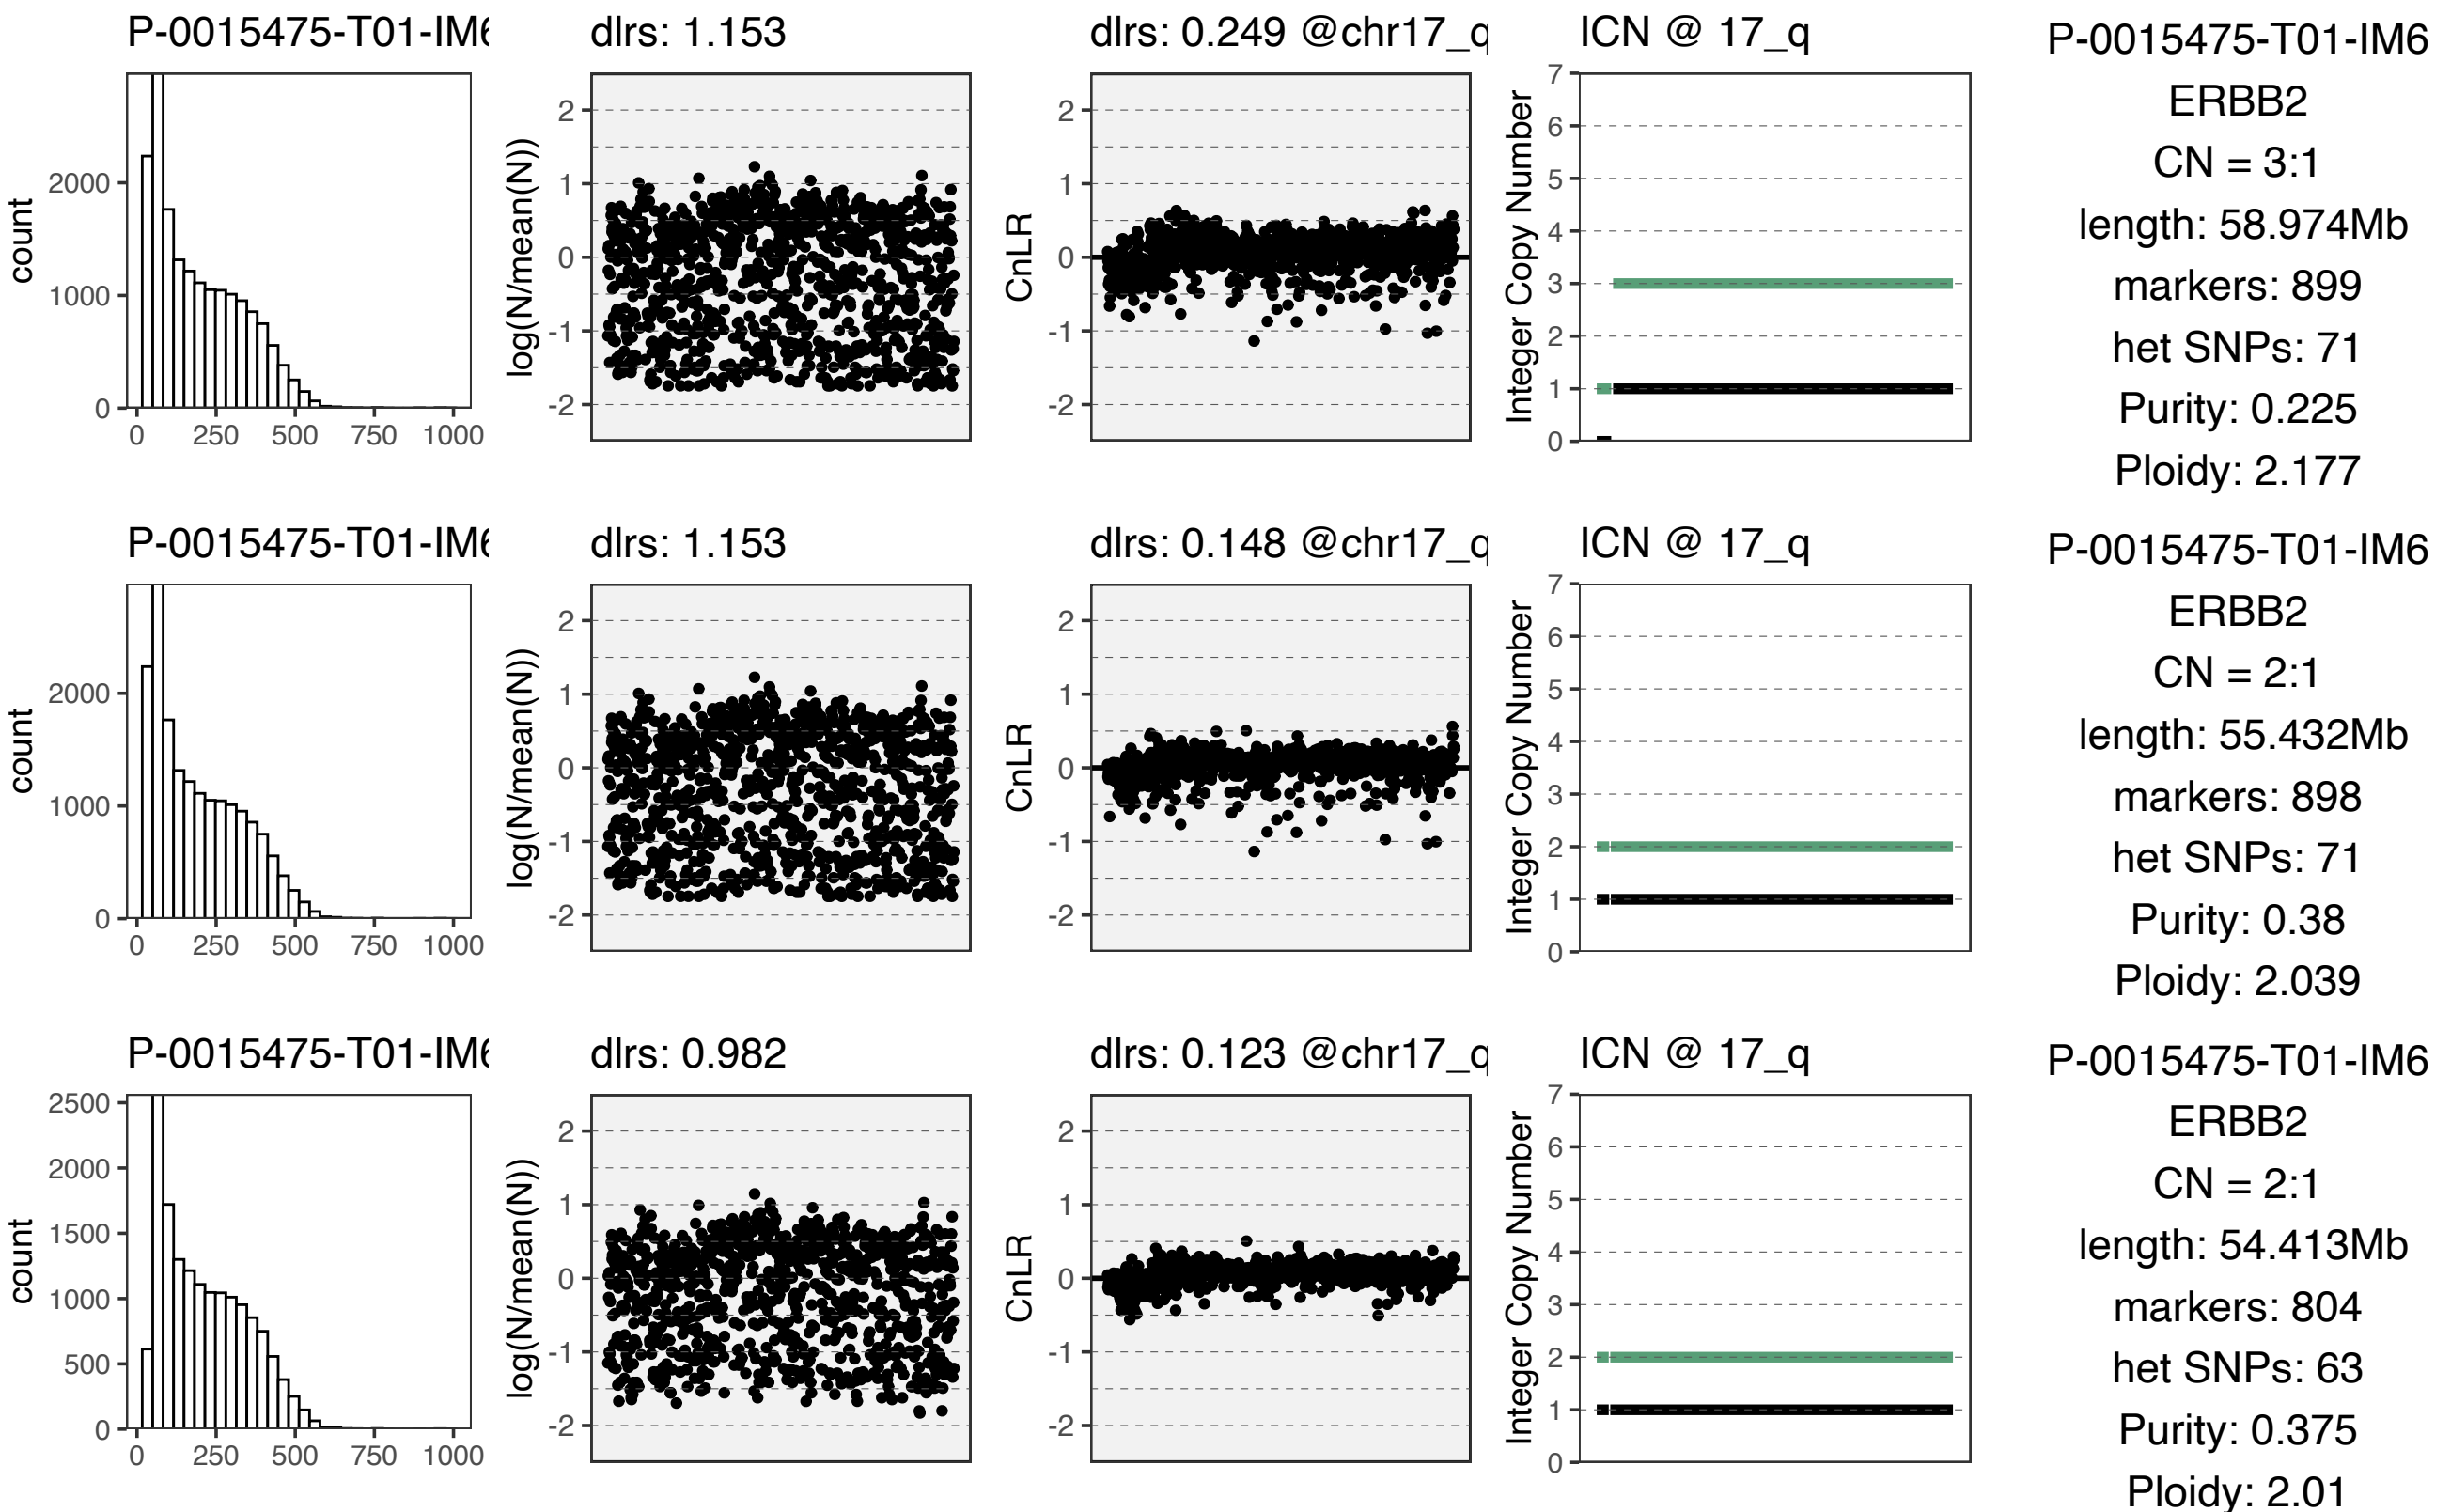 P-0015475-T01-IM6
dlrs: 1.153
dlrs: 0.249 @chr17_q
ICN @ 17_q
count
2000
1000
0
0 250 500 750 1000
log(N/mean(N))
2
1
0
-1
-2
CnLR
2
1
0
-1
-2
Integer Copy Number
7
6
5
4
3
2
1
0
P-0015475-T01-IM6
ERBB2
CN = 3:1
length: 58.974Mb
markers: 899
het SNPs: 71
Purity: 0.225
Ploidy: 2.177
P-0015475-T01-IM6
dlrs: 1.153
dlrs: 0.148 @chr17_q
ICN @ 17_q
count
2000
1000
0
0 250 500 750 1000
log(N/mean(N))
2
1
0
-1
-2
CnLR
2
1
0
-1
-2
Integer Copy Number
7
6
5
4
3
2
1
0
P-0015475-T01-IM6
ERBB2
CN = 2:1
length: 55.432Mb
markers: 898
het SNPs: 71
Purity: 0.38
Ploidy: 2.039
P-0015475-T01-IM6
dlrs: 0.982
dlrs: 0.123 @chr17_q
ICN @ 17_q
count
2500
2000
1500
1000
500
0
0 250 500 750 1000
log(N/mean(N))
2
1
0
-1
-2
CnLR
2
1
0
-1
-2
Integer Copy Number
7
6
5
4
3
2
1
0
P-0015475-T01-IM6
ERBB2
CN = 2:1
length: 54.413Mb
markers: 804
het SNPs: 63
Purity: 0.375
Ploidy: 2.01